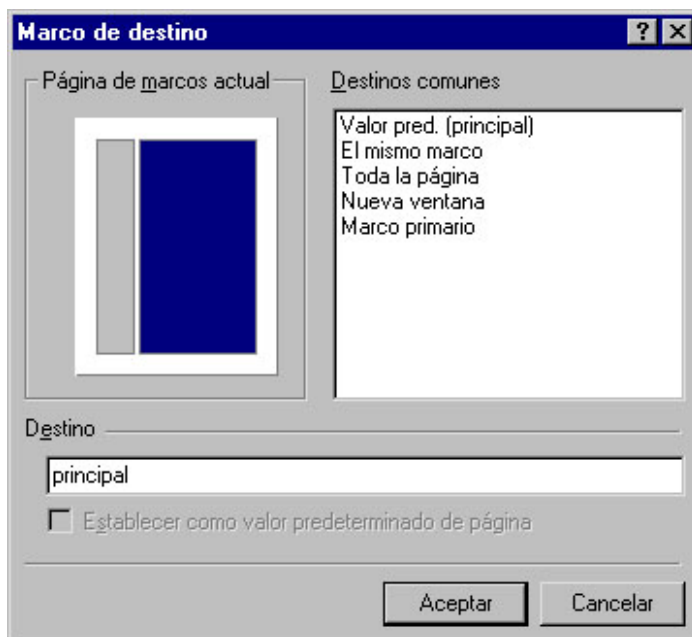 Marco de destino
Página de marcos actual
Destinos comunes
Valor pred. (principal)
El mismo marco
Toda la página
Nueva ventana
Marco primario
Destino
principal
Establecer como valor predeterminado de página
Aceptar
Cancelar